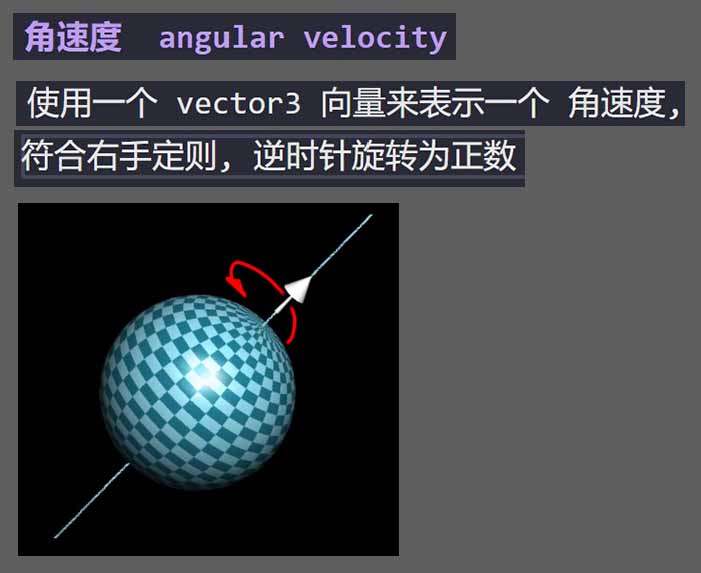 角速度 angular velocity
使用一个 vector3 向量来表示一个 角速度,
符合右手定则, 逆时针旋转为正数